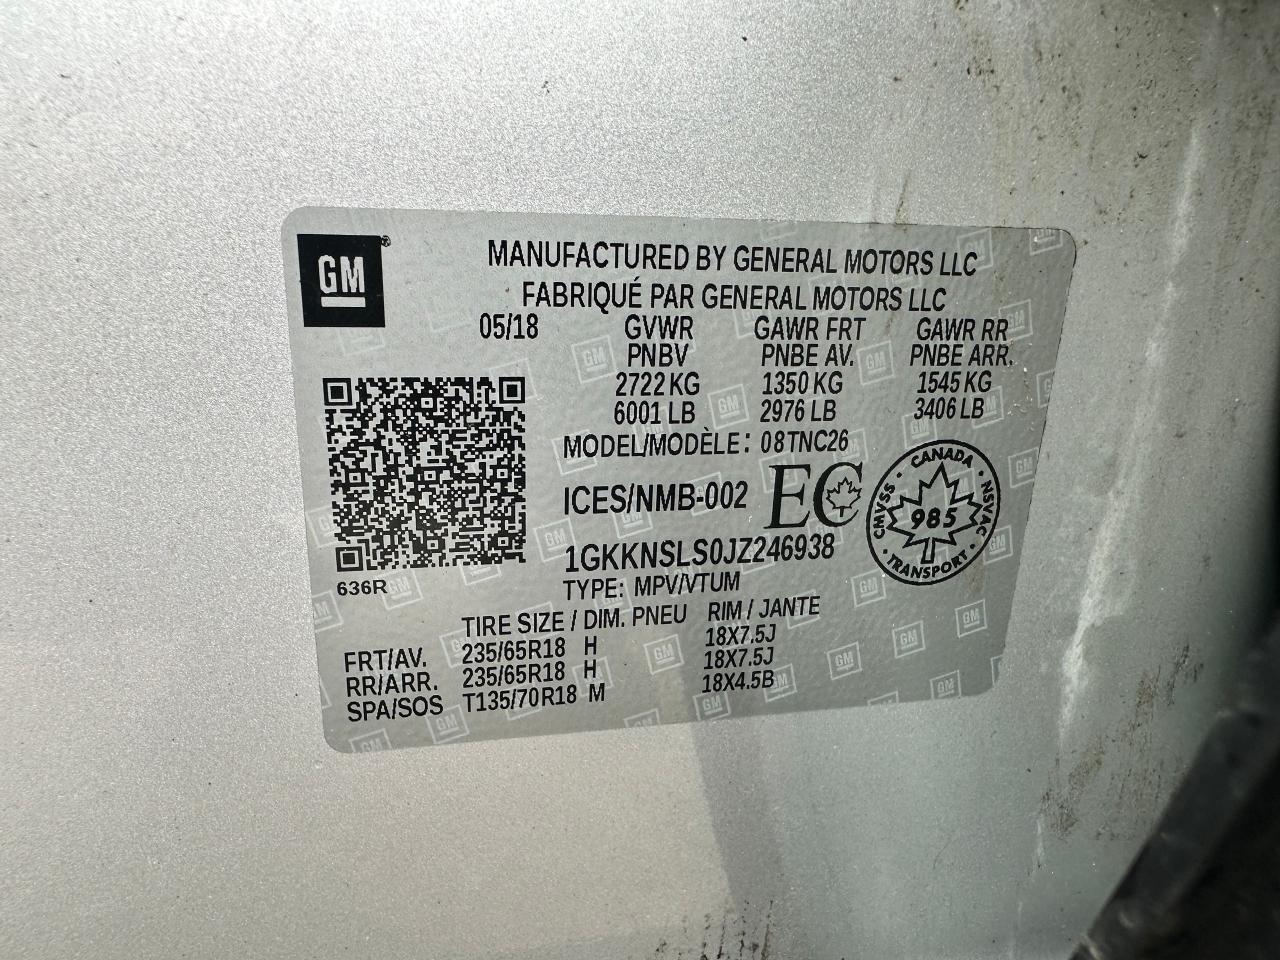 GM
MANUFACTURED BY GENERAL MOTORS LLC
FABRIQUÉ PAR GENERAL MOTORS LLC
05/18 GVWR GAWR FRT GAWR RR
PNBV PNBE AV. PNBE ARR.
2722 KG 1350 KG 1545 KG
6001 LB 2976 LB 3406 LB
MODEL/MODÈLE: 08TNC26
ICES/NMB-002 EC
CANADA
CMVSS 985 NSVAC
TRANSPORT
1GKKNSLS0JZ246938
636R
TYPE: MPV/VTUM
TIRE SIZE / DIM. PNEU RIM / JANTE
FRT/AV. 235/65R18 H 18X7.5J
RR/ARR. 235/65R18 H 18X7.5J
SPA/SOS T135/70R18 M 18X4.5B